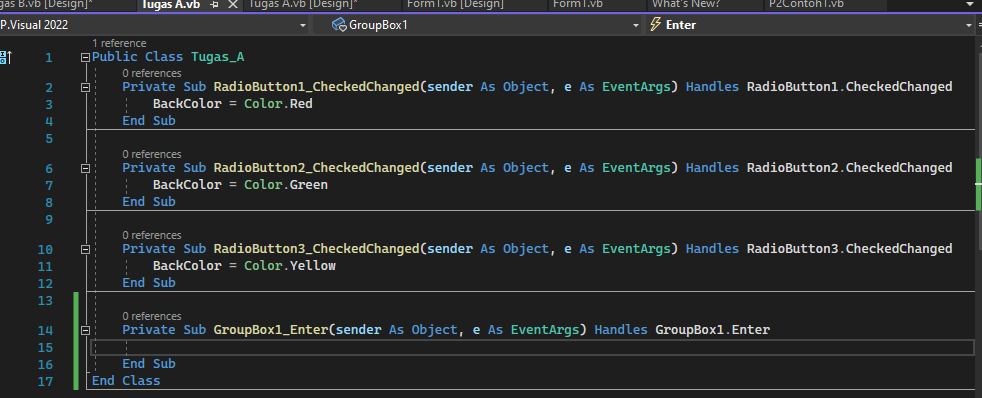 gas B.vb [Design]* Tugas A.vb Tugas A.vb [Design]* Form1.vb [Design] Form1.vb What's New? P2Contoh1.vb
P.Visual 2022 GroupBox1 Enter
1 reference
1 Public Class Tugas_A
0 references
2 Private Sub RadioButton1_CheckedChanged(sender As Object, e As EventArgs) Handles RadioButton1.CheckedChanged
3 BackColor = Color.Red
4 End Sub
5
0 references
6 Private Sub RadioButton2_CheckedChanged(sender As Object, e As EventArgs) Handles RadioButton2.CheckedChanged
7 BackColor = Color.Green
8 End Sub
9
0 references
10 Private Sub RadioButton3_CheckedChanged(sender As Object, e As EventArgs) Handles RadioButton3.CheckedChanged
11 BackColor = Color.Yellow
12 End Sub
13
0 references
14 Private Sub GroupBox1_Enter(sender As Object, e As EventArgs) Handles GroupBox1.Enter
15
16 End Sub
17 End Class